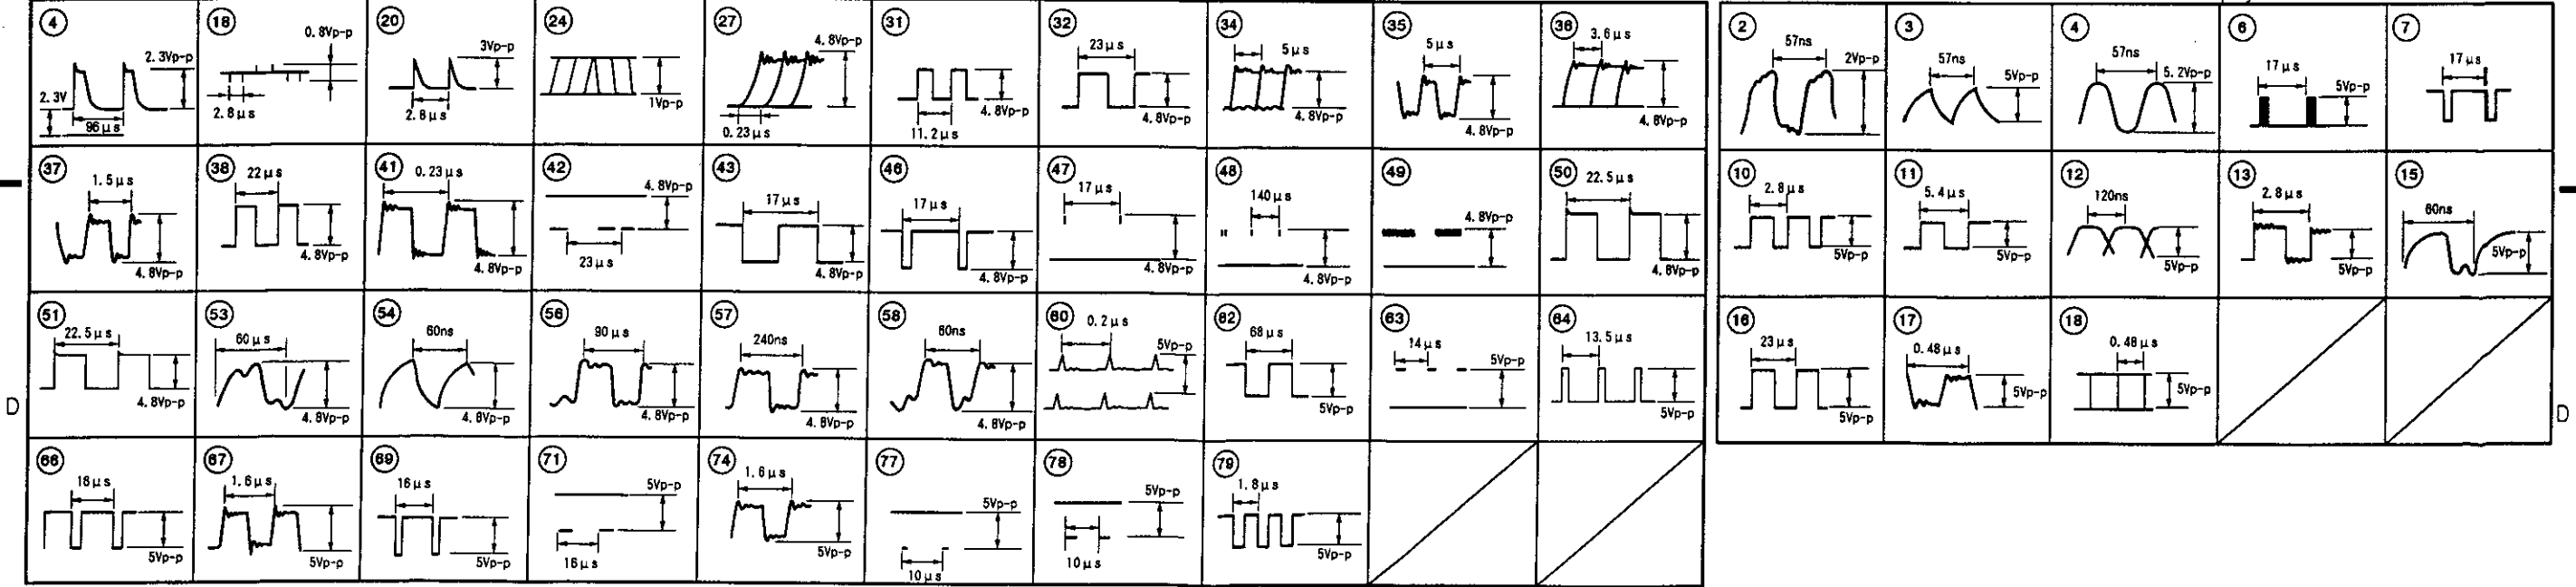 4
2.3Vp-p
2.3V
96μs
18
0.8Vp-p
2.8μs
20
3Vp-p
2.8μs
24
1Vp-p
27
4.8Vp-p
0.23μs
31
4.8Vp-p
11.2μs
32
23μs
4.8Vp-p
34
5μs
4.8Vp-p
35
5μs
4.8Vp-p
36
3.6μs
4.8Vp-p
37
1.5μs
4.8Vp-p
38
22μs
4.8Vp-p
41
0.23μs
4.8Vp-p
42
4.8Vp-p
23μs
43
17μs
4.8Vp-p
46
17μs
4.8Vp-p
47
17μs
4.8Vp-p
48
140μs
4.8Vp-p
49
4.8Vp-p
50
22.5μs
4.8Vp-p
51
22.5μs
4.8Vp-p
53
60μs
4.8Vp-p
54
60ns
4.8Vp-p
56
90μs
4.8Vp-p
57
240ns
4.8Vp-p
58
60ns
4.8Vp-p
60
0.2μs
5Vp-p
62
68μs
5Vp-p
63
14μs
5Vp-p
64
13.5μs
5Vp-p
66
18μs
5Vp-p
67
1.6μs
5Vp-p
69
16μs
5Vp-p
71
5Vp-p
16μs
74
1.6μs
5Vp-p
77
5Vp-p
10μs
78
5Vp-p
10μs
79
1.8μs
5Vp-p
D
2
57ns
2Vp-p
3
57ns
5Vp-p
4
57ns
5.2Vp-p
6
17μs
5Vp-p
7
17μs
10
2.8μs
5Vp-p
11
5.4μs
5Vp-p
12
120ns
5Vp-p
13
2.8μs
5Vp-p
15
60ns
5Vp-p
16
23μs
5Vp-p
17
0.48μs
5Vp-p
18
0.48μs
5Vp-p
D